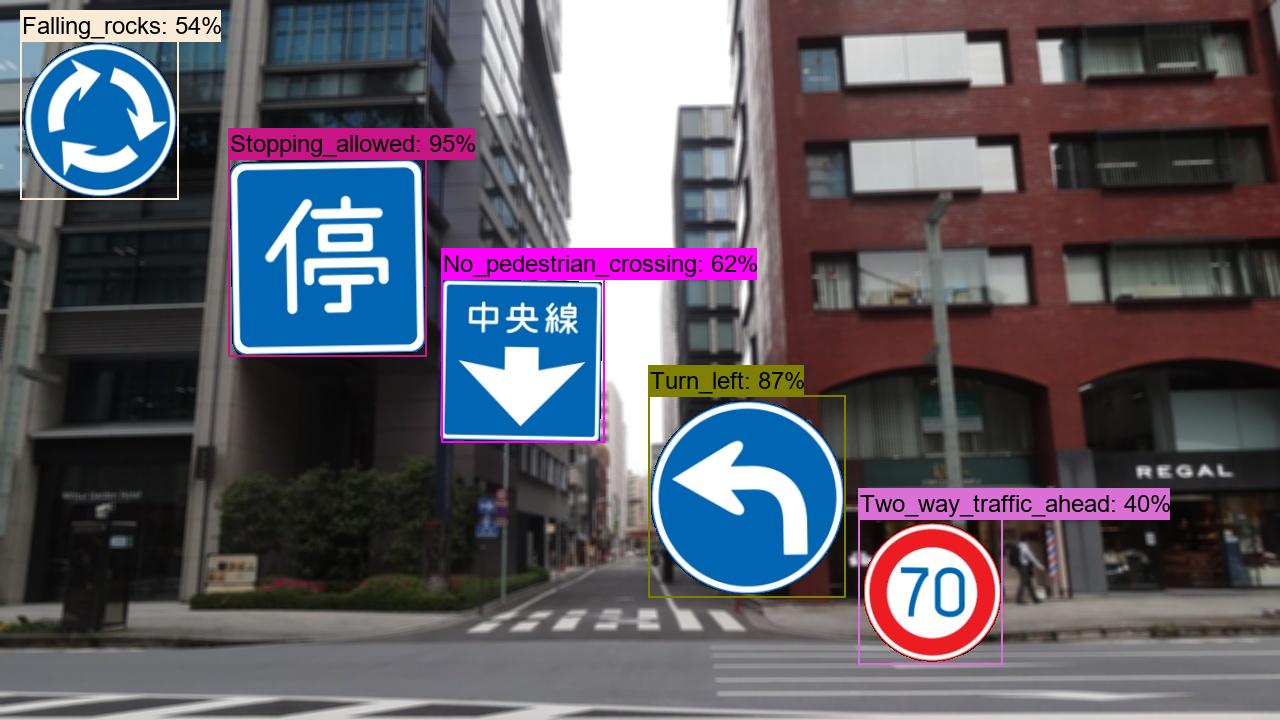 Falling_rocks: 54%
Stopping_allowed: 95%
停
No_pedestrian_crossing: 62%
中央線
Turn_left: 87%
Two_way_traffic_ahead: 40%
70
REGAL